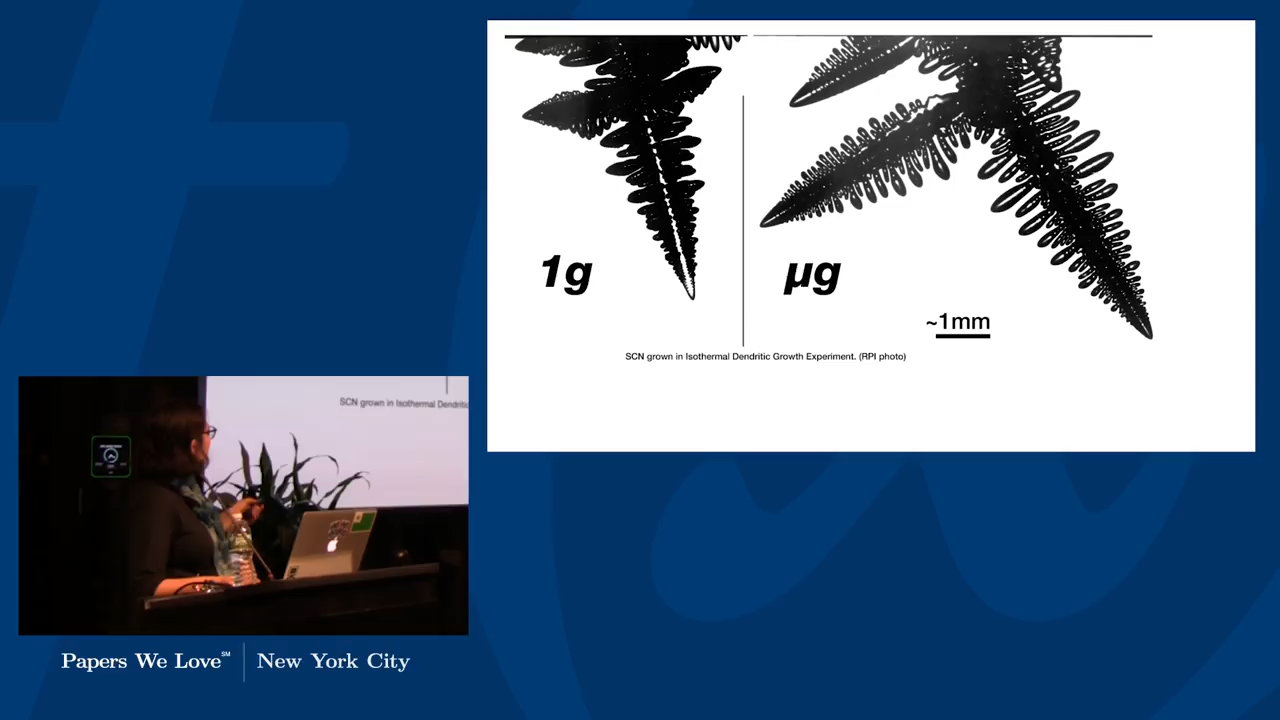 1g
µg
~1mm
SCN grown in Isothermal Dendritic Growth Experiment. (RPI photo)
SCN grown in Isothermal Dendritic
Papers We Love℠
New York City